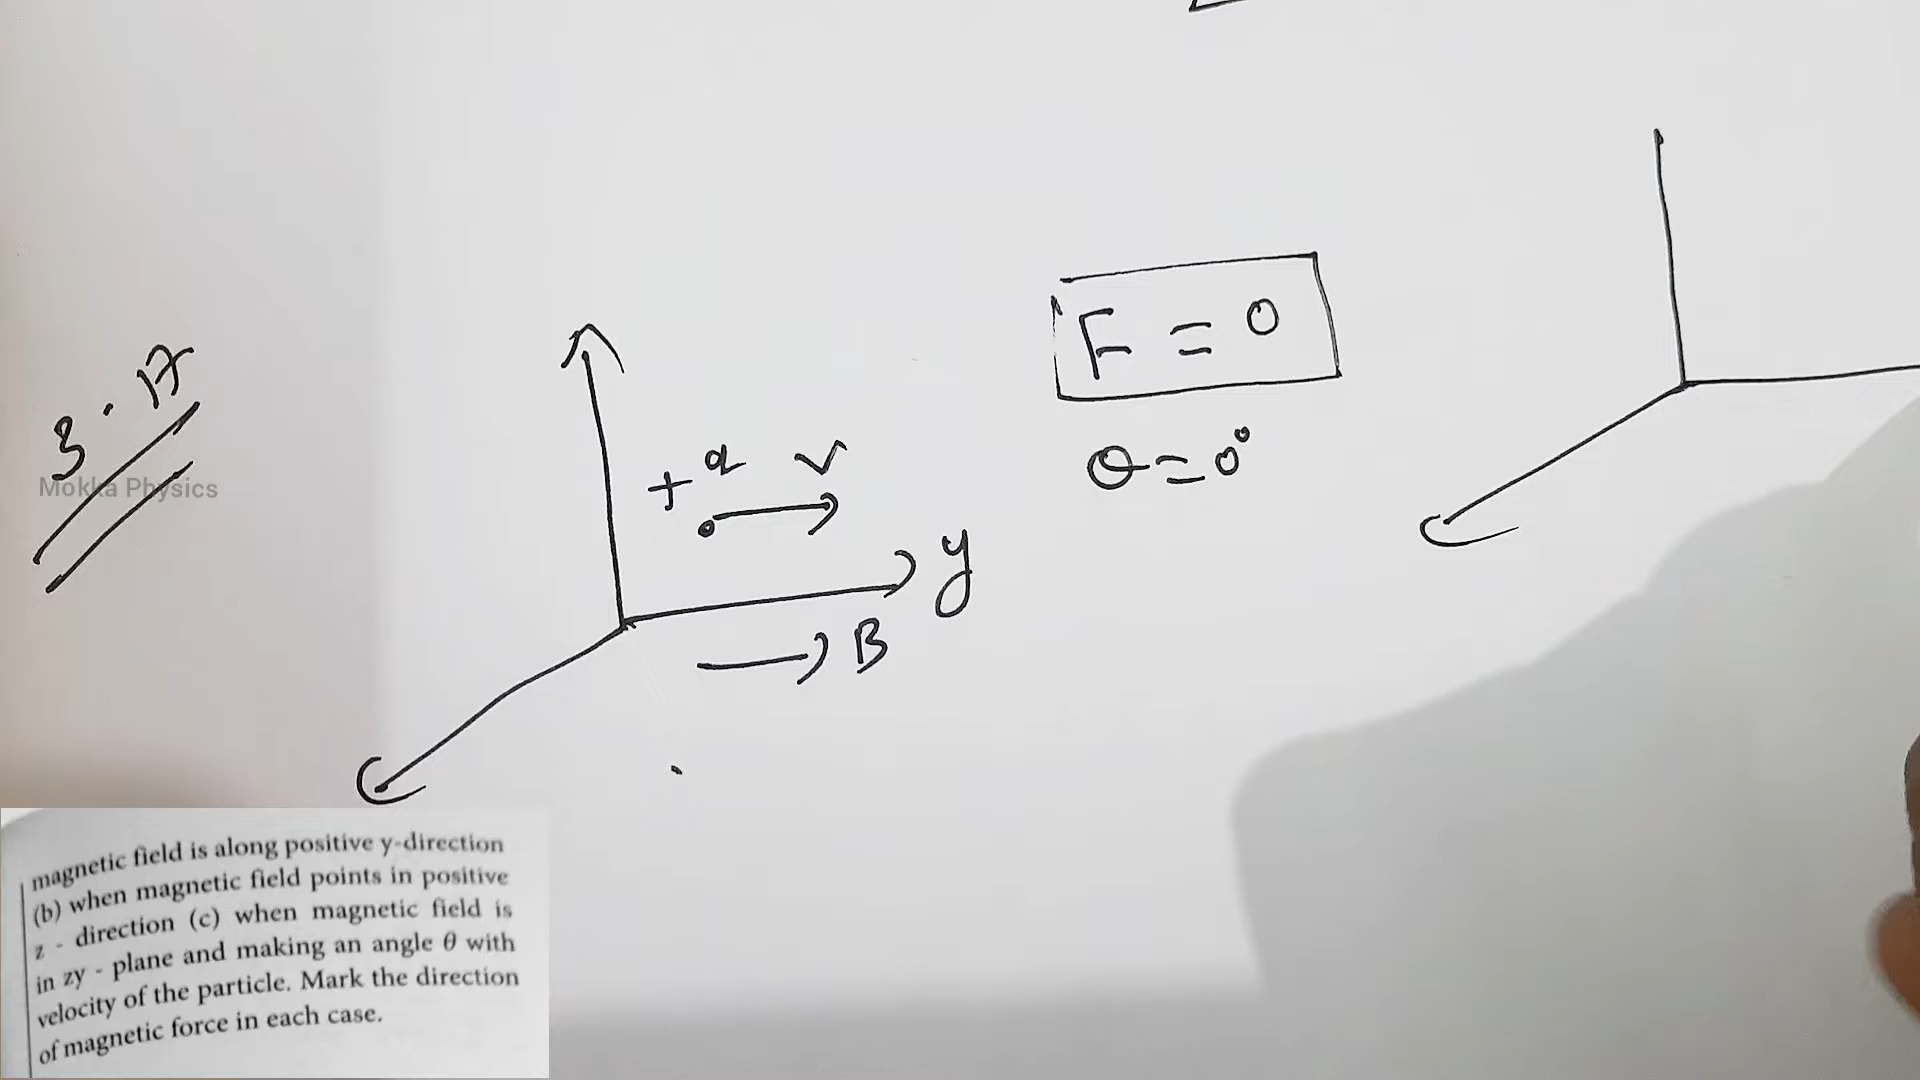 3.17
Mokka Physics
+q v
y
B
F = 0
θ = 0°
magnetic field is along positive y-direction
(b) when magnetic field points in positive
z - direction (c) when magnetic field is
in zy - plane and making an angle θ with
velocity of the particle. Mark the direction
of magnetic force in each case.